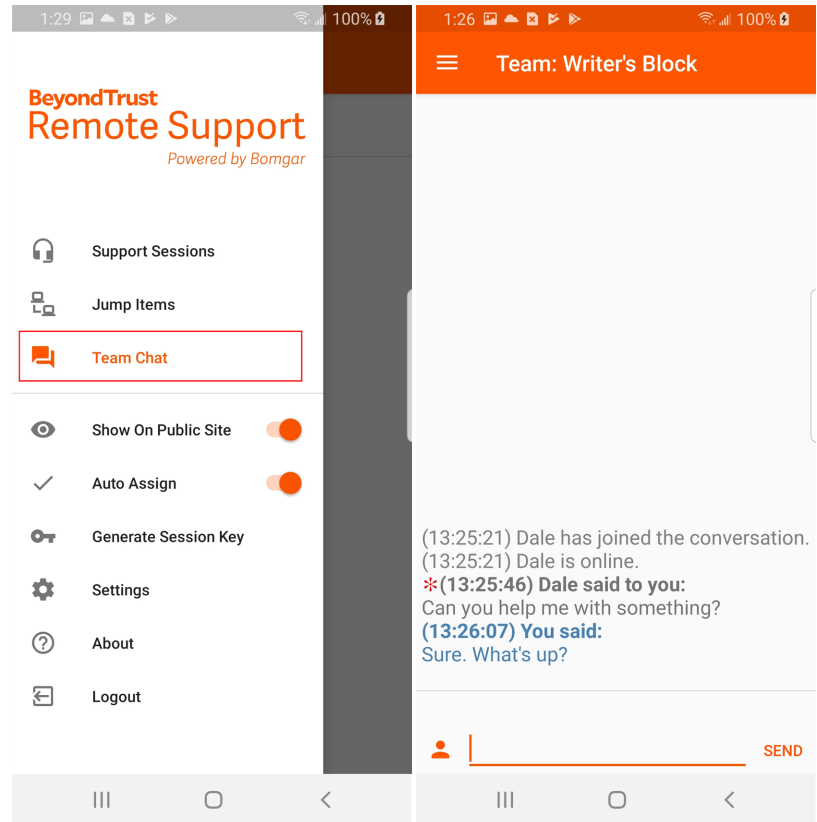 1:29
100%
BeyondTrust
Remote Support
Powered by Bomgar
Support Sessions
Jump Items
Team Chat
Show On Public Site
Auto Assign
Generate Session Key
Settings
About
Logout
1:26
100%
Team: Writer's Block
(13:25:21) Dale has joined the conversation.
(13:25:21) Dale is online.
*(13:25:46) Dale said to you:
Can you help me with something?
(13:26:07) You said:
Sure. What's up?
SEND